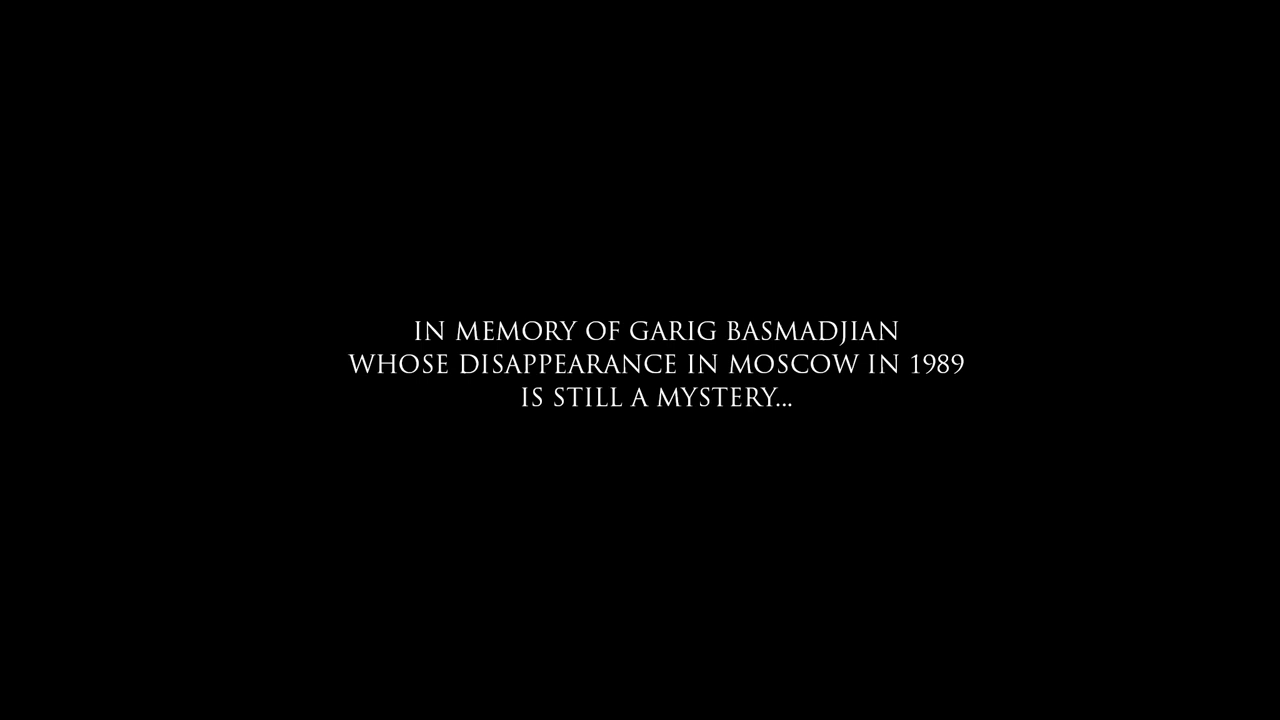 IN MEMORY OF GARIG BASMADJIAN
WHOSE DISAPPEARANCE IN MOSCOW IN 1989
IS STILL A MYSTERY...